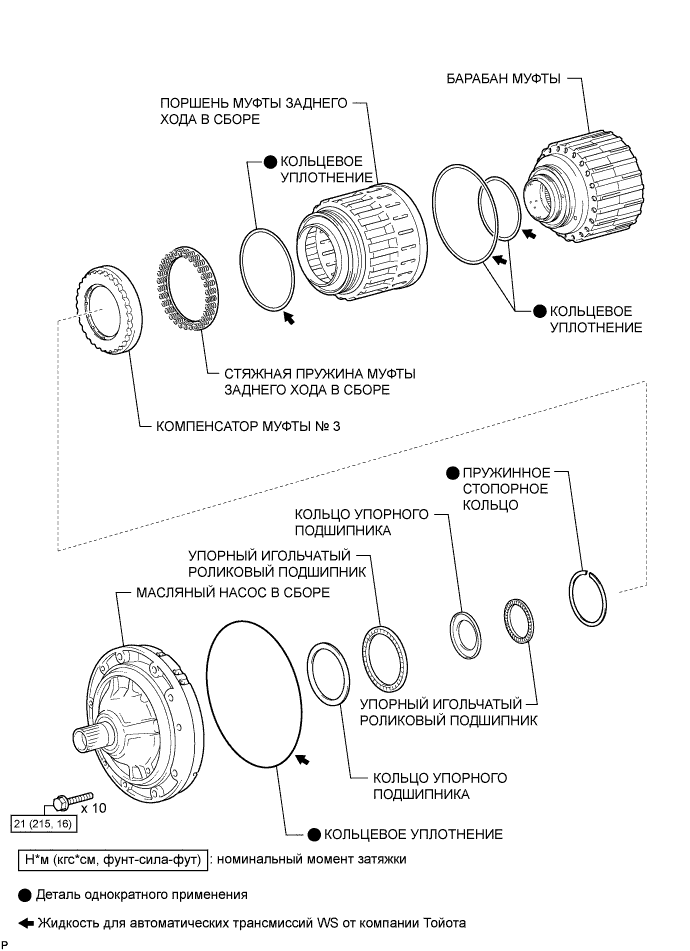 БАРАБАН МУФТЫ
ПОРШЕНЬ МУФТЫ ЗАДНЕГО
ХОДА В СБОРЕ
КОЛЬЦЕВОЕ
УПЛОТНЕНИЕ
КОЛЬЦЕВОЕ
УПЛОТНЕНИЕ
СТЯЖНАЯ ПРУЖИНА МУФТЫ
ЗАДНЕГО ХОДА В СБОРЕ
КОМПЕНСАТОР МУФТЫ № 3
ПРУЖИННОЕ
СТОПОРНОЕ
КОЛЬЦО
КОЛЬЦО УПОРНОГО
ПОДШИПНИКА
УПОРНЫЙ ИГОЛЬЧАТЫЙ
РОЛИКОВЫЙ ПОДШИПНИК
МАСЛЯНЫЙ НАСОС В СБОРЕ
УПОРНЫЙ ИГОЛЬЧАТЫЙ
РОЛИКОВЫЙ ПОДШИПНИК
КОЛЬЦО УПОРНОГО
ПОДШИПНИКА
x 10
21 (215, 16)
КОЛЬЦЕВОЕ УПЛОТНЕНИЕ
Н*м (кгс*см, фунт-сила-фут) : номинальный момент затяжки
Деталь однократного применения
Жидкость для автоматических трансмиссий WS от компании Тойота
P